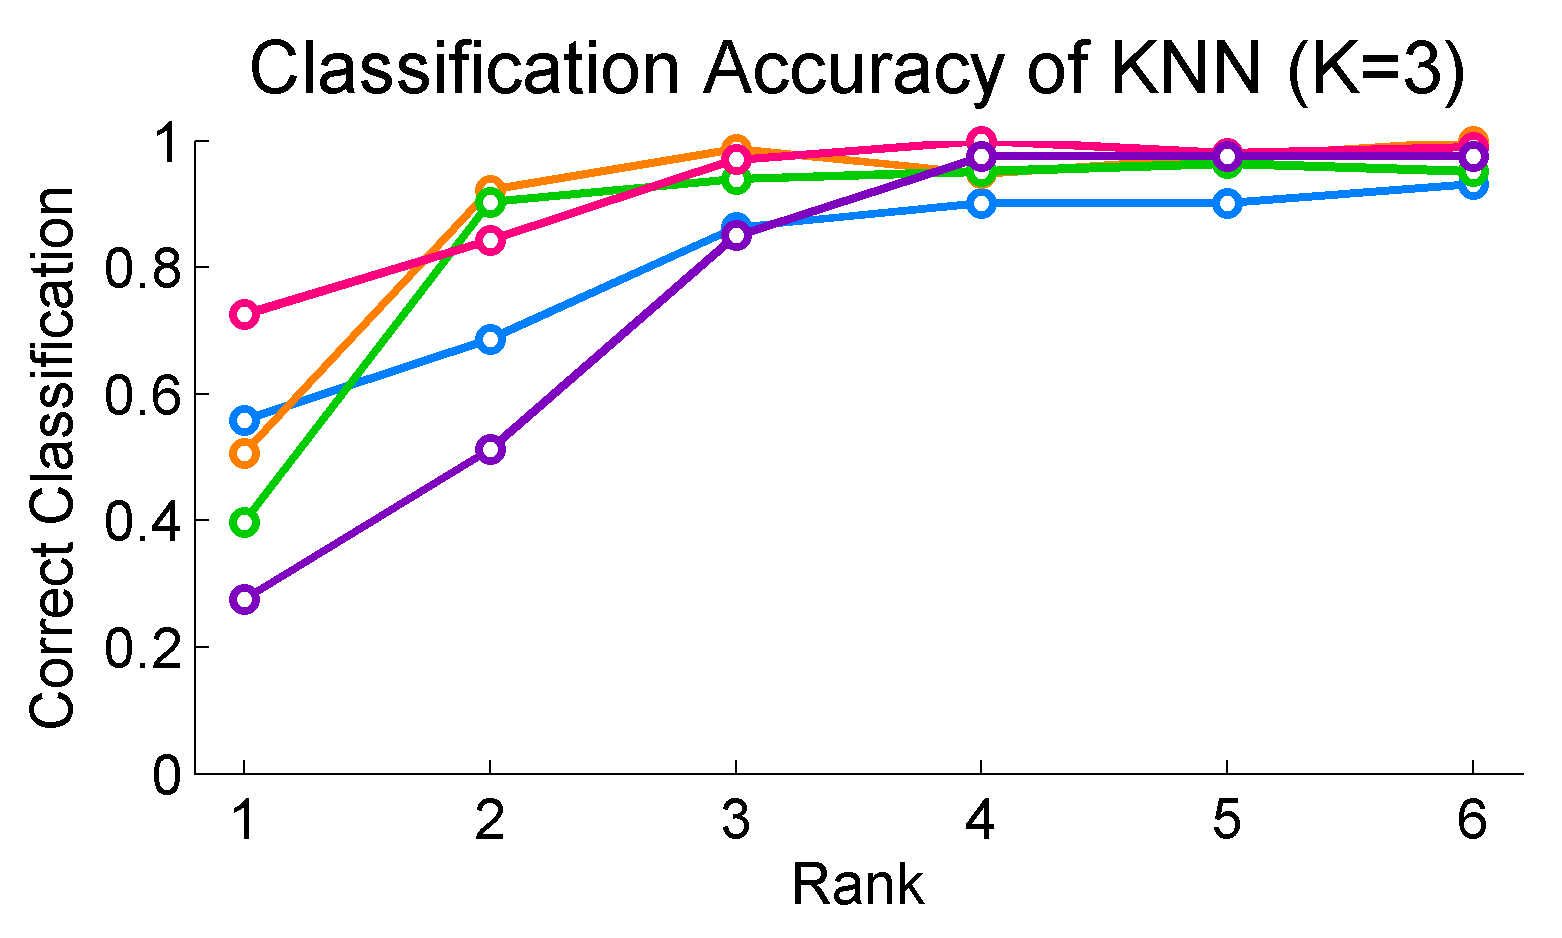 Classification Accuracy of KNN (K=3)
Correct Classification
1
0.8
0.6
0.4
0.2
0
1 2 3 4 5 6
Rank